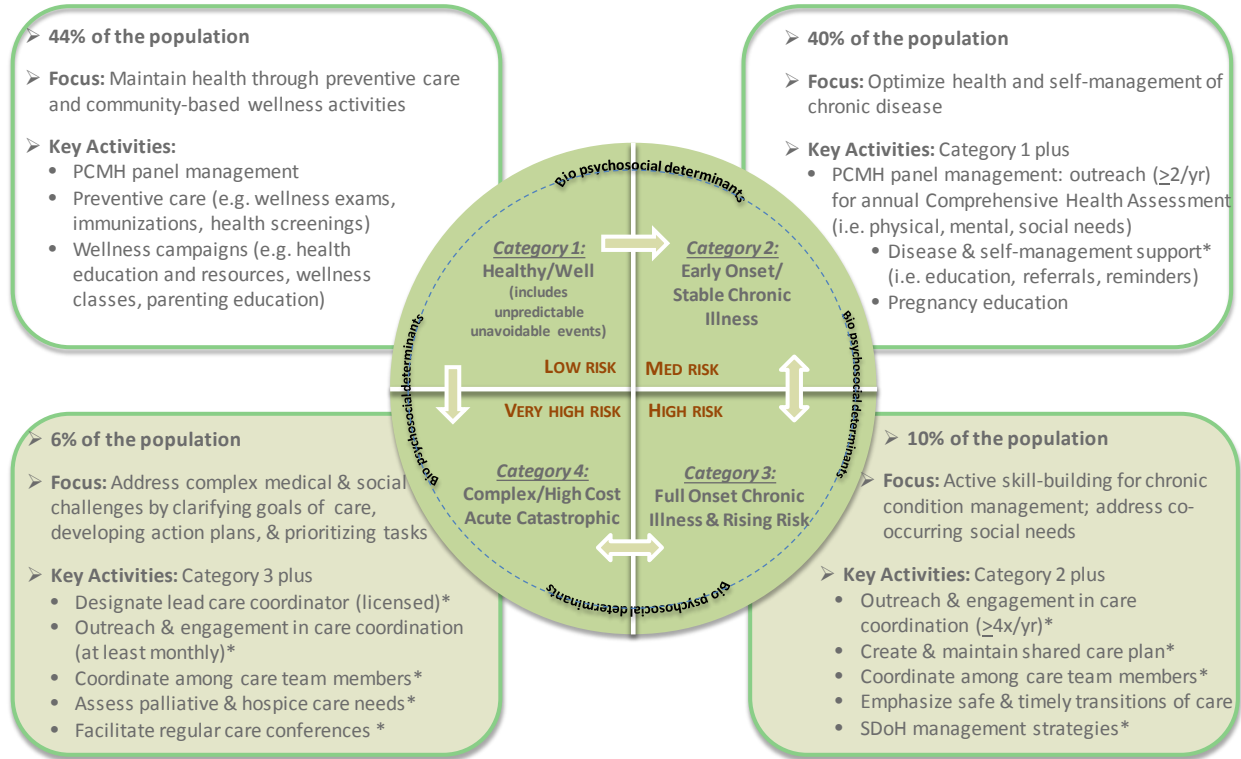 ➢ 44% of the population
➢ Focus: Maintain health through preventive care
and community-based wellness activities
➢ Key Activities:
• PCMH panel management
• Preventive care (e.g. wellness exams,
immunizations, health screenings)
• Wellness campaigns (e.g. health
education and resources, wellness
classes, parenting education)
➢ 40% of the population
➢ Focus: Optimize health and self-management of
chronic disease
➢ Key Activities: Category 1 plus
• PCMH panel management: outreach (≥2/yr)
for annual Comprehensive Health Assessment
(i.e. physical, mental, social needs)
• Disease & self-management support*
(i.e. education, referrals, reminders)
• Pregnancy education
Bio psychosocial determinants
Bio psychosocial determinants
Bio psychosocial determinants
Bio psychosocial determinants
Category 1:
Healthy/Well
(includes
unpredictable
unavoidable events)
LOW RISK
Category 2:
Early Onset/
Stable Chronic
Illness
MED RISK
VERY HIGH RISK
Category 4:
Complex/High Cost
Acute Catastrophic
HIGH RISK
Category 3:
Full Onset Chronic
Illness & Rising Risk
➢ 6% of the population
➢ Focus: Address complex medical & social
challenges by clarifying goals of care,
developing action plans, & prioritizing tasks
➢ Key Activities: Category 3 plus
• Designate lead care coordinator (licensed)*
• Outreach & engagement in care coordination
(at least monthly)*
• Coordinate among care team members*
• Assess palliative & hospice care needs*
• Facilitate regular care conferences *
➢ 10% of the population
➢ Focus: Active skill-building for chronic
condition management; address co-
occurring social needs
➢ Key Activities: Category 2 plus
• Outreach & engagement in care
coordination (≥4x/yr)*
• Create & maintain shared care plan*
• Coordinate among care team members*
• Emphasize safe & timely transitions of care
• SDoH management strategies*